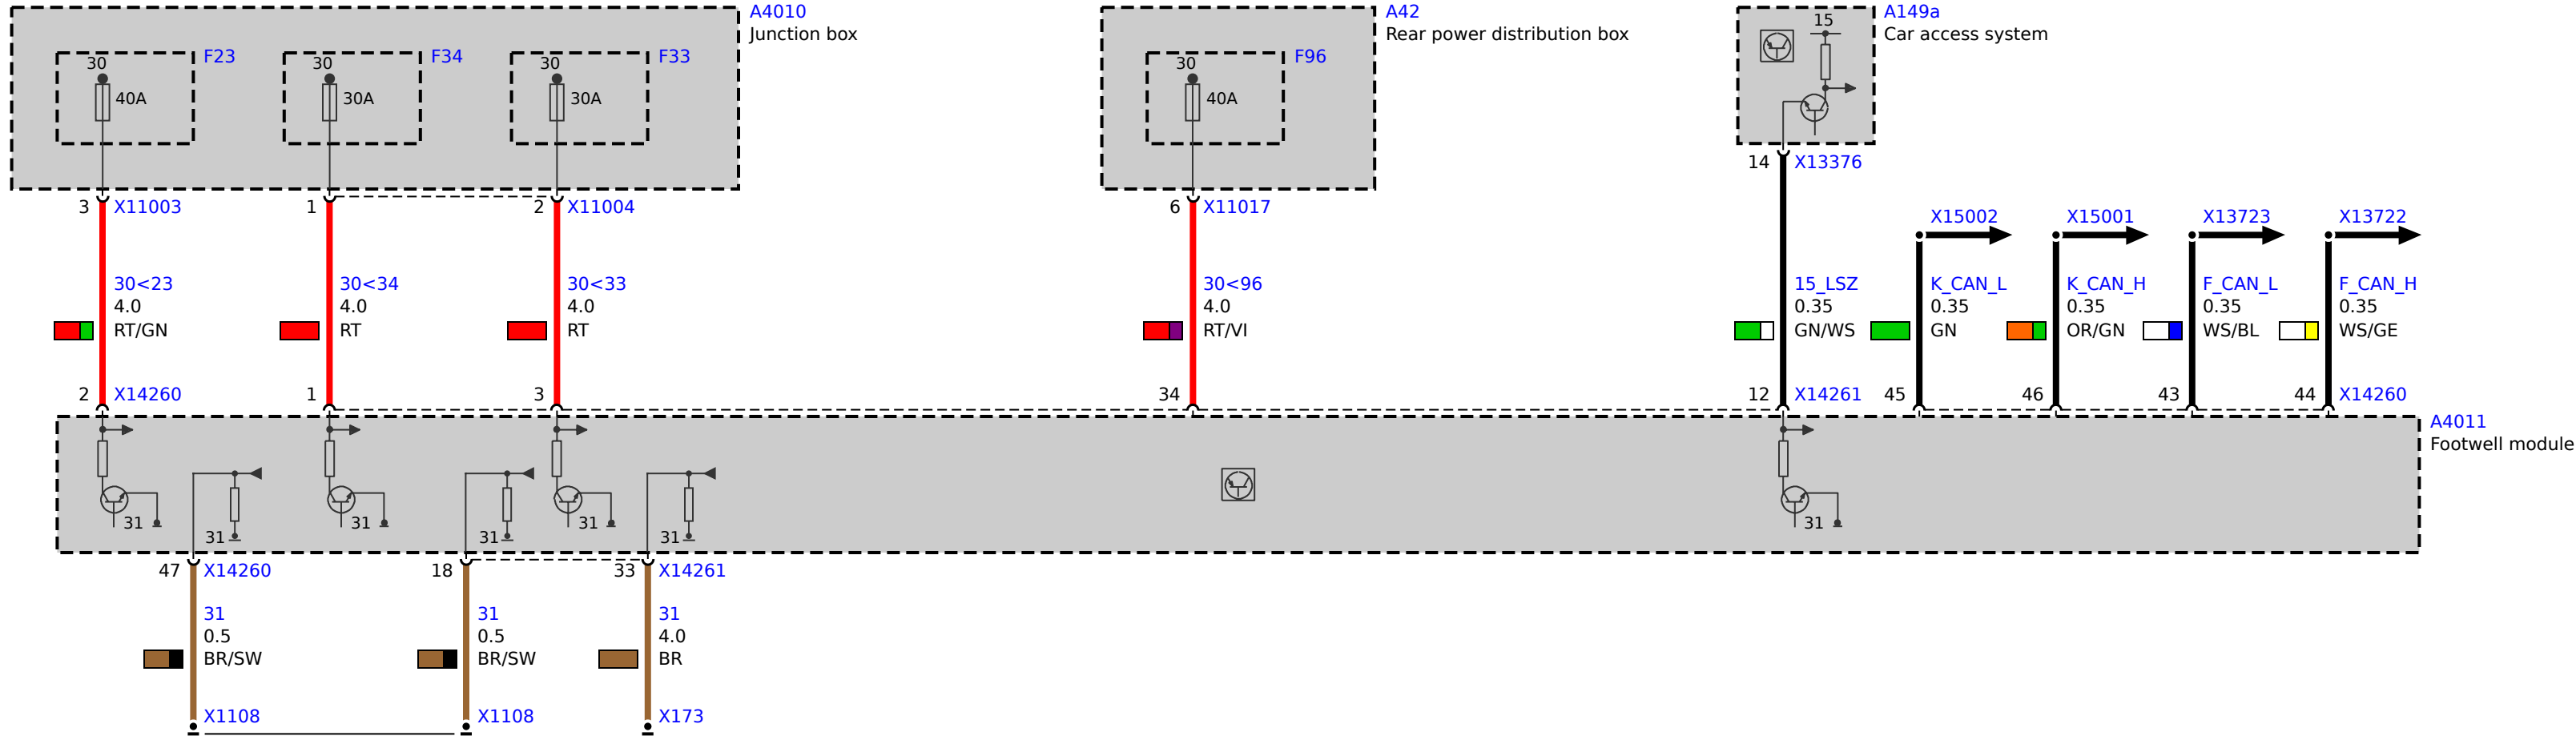 A4010
Junction box
F23
30
40A
F34
30
30A
F33
30
30A
A42
Rear power distribution box
F96
30
40A
A149a
Car access system
15
3 X11003
1
2 X11004
6 X11017
14 X13376
X15002
X15001
X13723
X13722
30<23
4.0
RT/GN
30<34
4.0
RT
30<33
4.0
RT
30<96
4.0
RT/VI
15_LSZ
0.35
GN/WS
K_CAN_L
0.35
GN
K_CAN_H
0.35
OR/GN
F_CAN_L
0.35
WS/BL
F_CAN_H
0.35
WS/GE
2 X14260
1
3
34
12 X14261
45
46
43
44 X14260
A4011
Footwell module
31
31
31
31
31
31
31
47 X14260
18
33 X14261
31
0.5
BR/SW
31
0.5
BR/SW
31
4.0
BR
X1108
X1108
X173